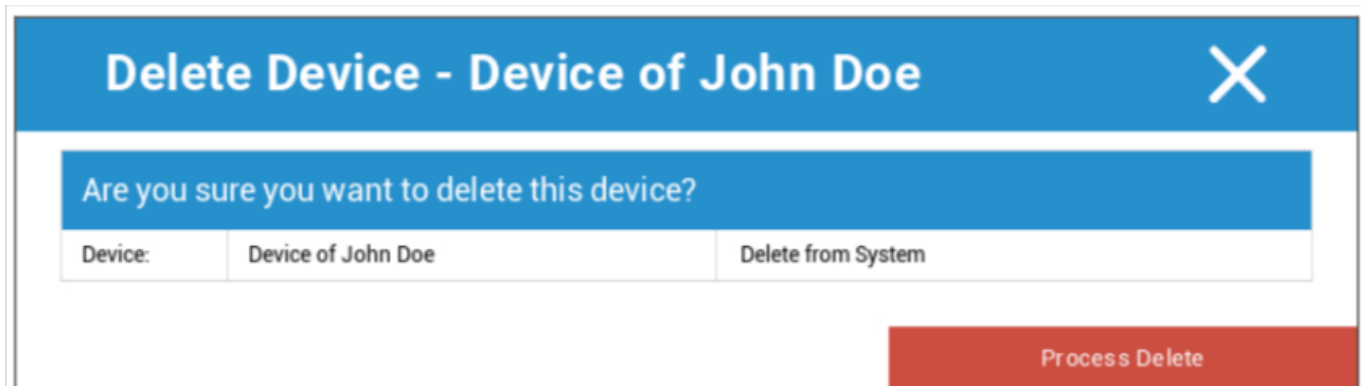 Delete Device - Device of John Doe
Are you sure you want to delete this device?
Device: Device of John Doe Delete from System
Process Delete